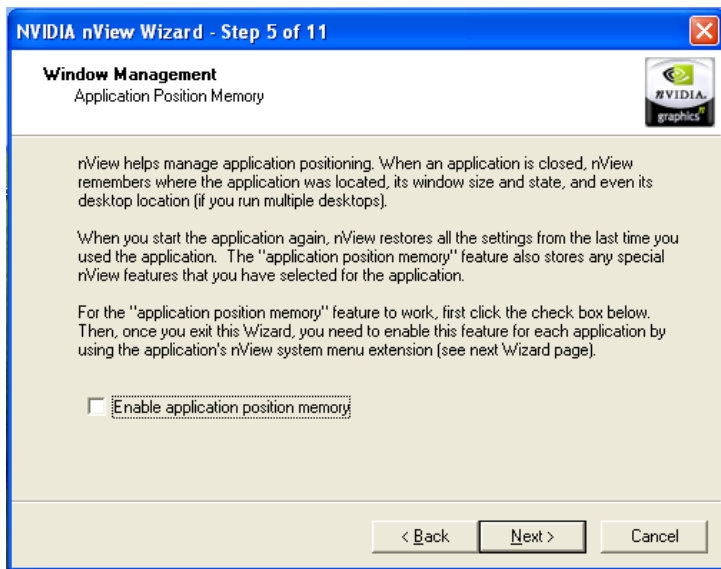 NVIDIA nView Wizard - Step 5 of 11
Window Management
Application Position Memory
nVIDIA.
graphics
nView helps manage application positioning. When an application is closed, nView
remembers where the application was located, its window size and state, and even its
desktop location (if you run multiple desktops).
When you start the application again, nView restores all the settings from the last time you
used the application.  The "application position memory" feature also stores any special
nView features that you have selected for the application.
For the "application position memory" feature to work, first click the check box below.
Then, once you exit this Wizard, you need to enable this feature for each application by
using the application's nView system menu extension (see next Wizard page).
Enable application position memory
< Back
Next >
Cancel